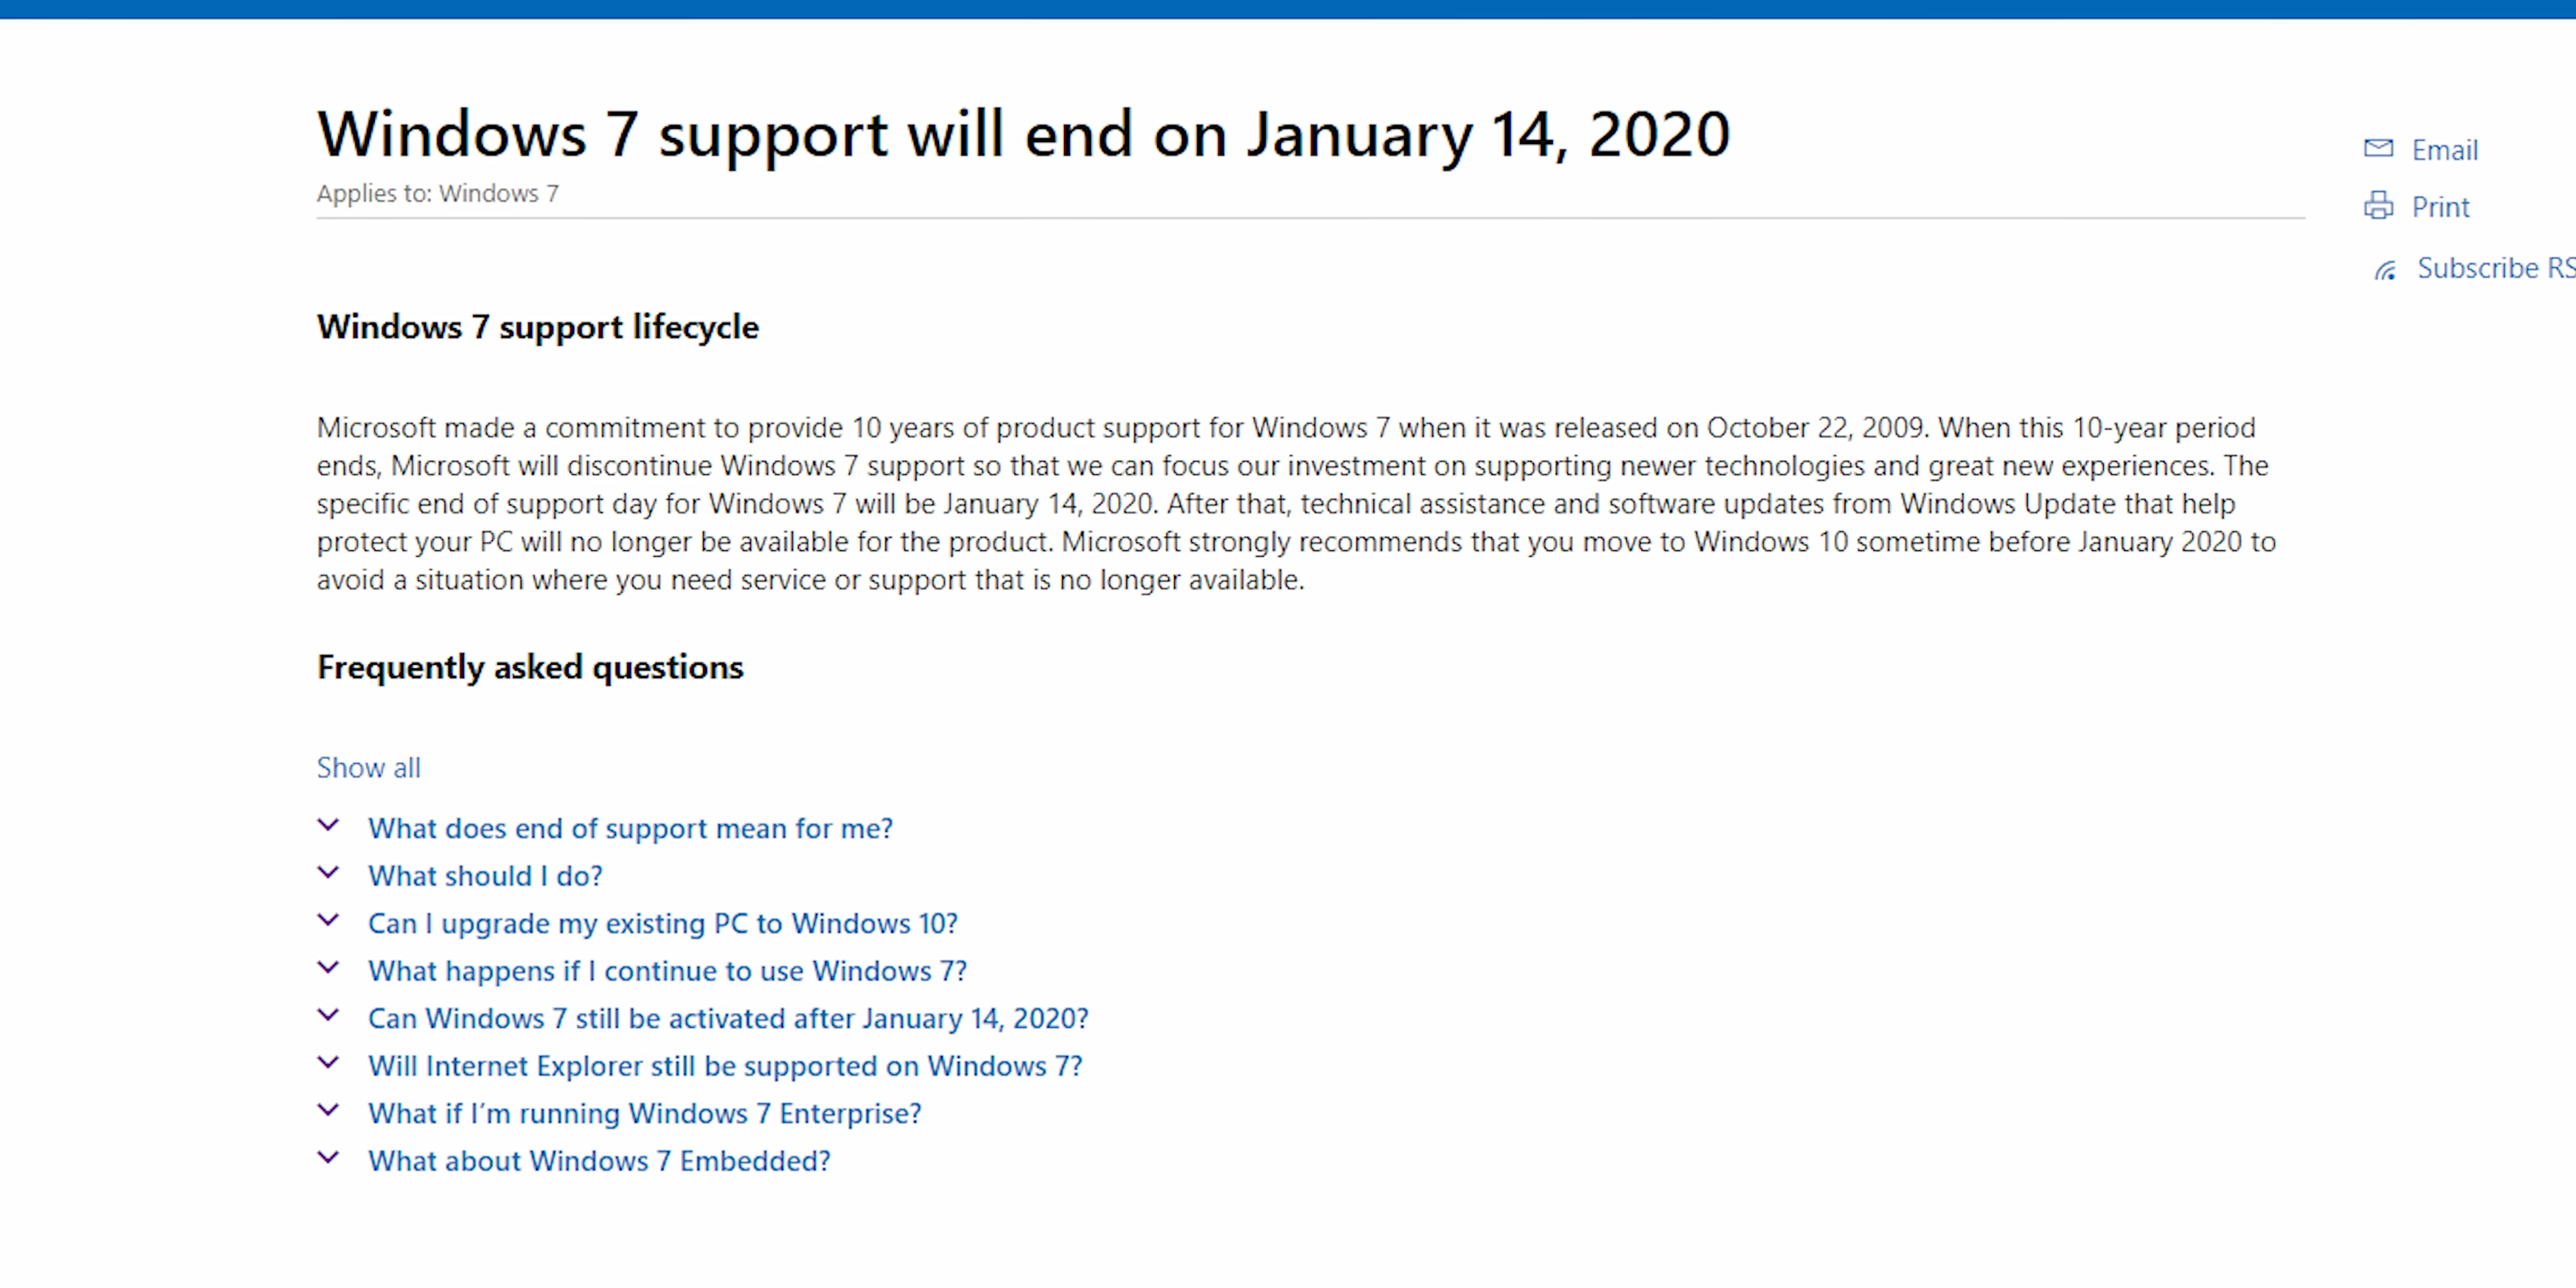 Windows 7 support will end on January 14, 2020
Applies to: Windows 7
Email
Print
Subscribe RS
Windows 7 support lifecycle
Microsoft made a commitment to provide 10 years of product support for Windows 7 when it was released on October 22, 2009. When this 10-year period
ends, Microsoft will discontinue Windows 7 support so that we can focus our investment on supporting newer technologies and great new experiences. The
specific end of support day for Windows 7 will be January 14, 2020. After that, technical assistance and software updates from Windows Update that help
protect your PC will no longer be available for the product. Microsoft strongly recommends that you move to Windows 10 sometime before January 2020 to
avoid a situation where you need service or support that is no longer available.
Frequently asked questions
Show all
What does end of support mean for me?
What should I do?
Can I upgrade my existing PC to Windows 10?
What happens if I continue to use Windows 7?
Can Windows 7 still be activated after January 14, 2020?
Will Internet Explorer still be supported on Windows 7?
What if I'm running Windows 7 Enterprise?
What about Windows 7 Embedded?